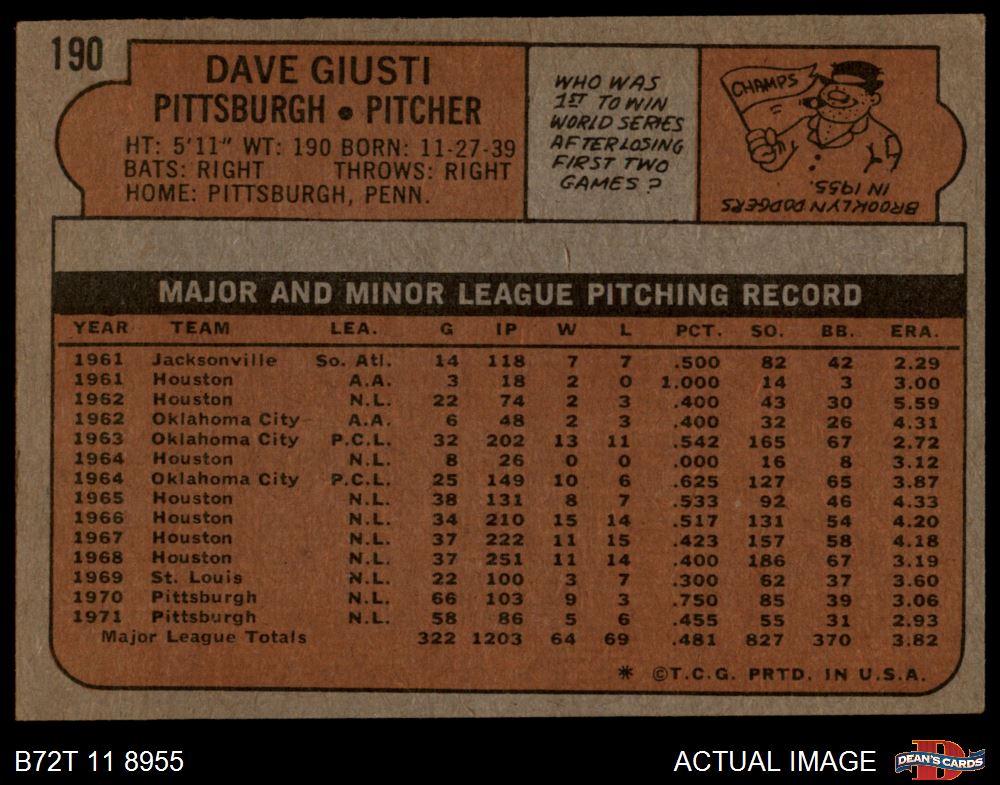 190
DAVE GIUSTI
PITTSBURGH • PITCHER
HT: 5'11" WT: 190 BORN: 11-27-39
BATS: RIGHT THROWS: RIGHT
HOME: PITTSBURGH, PENN.
WHO WAS
1ST TO WIN
WORLD SERIES
AFTER LOSING
FIRST TWO
GAMES?
CHAMPS
BROOKLYN DODGERS
IN 1955.
MAJOR AND MINOR LEAGUE PITCHING RECORD
YEAR TEAM LEA. G IP W L PCT. SO. BB. ERA.
1961 Jacksonville So. Atl. 14 118 7 7 .500 82 42 2.29
1961 Houston A.A. 3 18 2 0 1.000 14 3 3.00
1962 Houston N.L. 22 74 2 3 .400 43 30 5.59
1962 Oklahoma City A.A. 6 48 2 3 .400 32 26 4.31
1963 Oklahoma City P.C.L. 32 202 13 11 .542 165 67 2.72
1964 Houston N.L. 8 26 0 0 .000 16 8 3.12
1964 Oklahoma City P.C.L. 25 149 10 6 .625 127 65 3.87
1965 Houston N.L. 38 131 8 7 .533 92 46 4.33
1966 Houston N.L. 34 210 15 14 .517 131 54 4.20
1967 Houston N.L. 37 222 11 15 .423 157 58 4.18
1968 Houston N.L. 37 251 11 14 .400 186 67 3.19
1969 St. Louis N.L. 22 100 3 7 .300 62 37 3.60
1970 Pittsburgh N.L. 66 103 9 3 .750 85 39 3.06
1971 Pittsburgh N.L. 58 86 5 6 .455 55 31 2.93
Major League Totals 322 1203 64 69 .481 827 370 3.82
* ©T.C.G. PRTD. IN U.S.A.
B72T 11 8955
ACTUAL IMAGE
D
DEAN'S CARDS